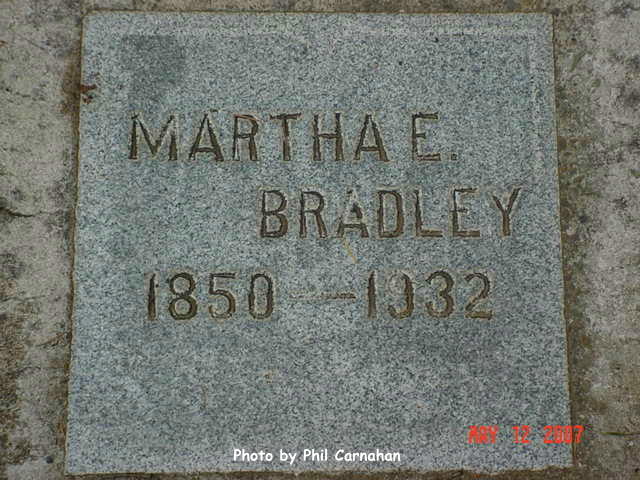 MARTHA E.
BRADLEY
1850 — 1932
MAY 12 2007
Photo by Phil Carnahan